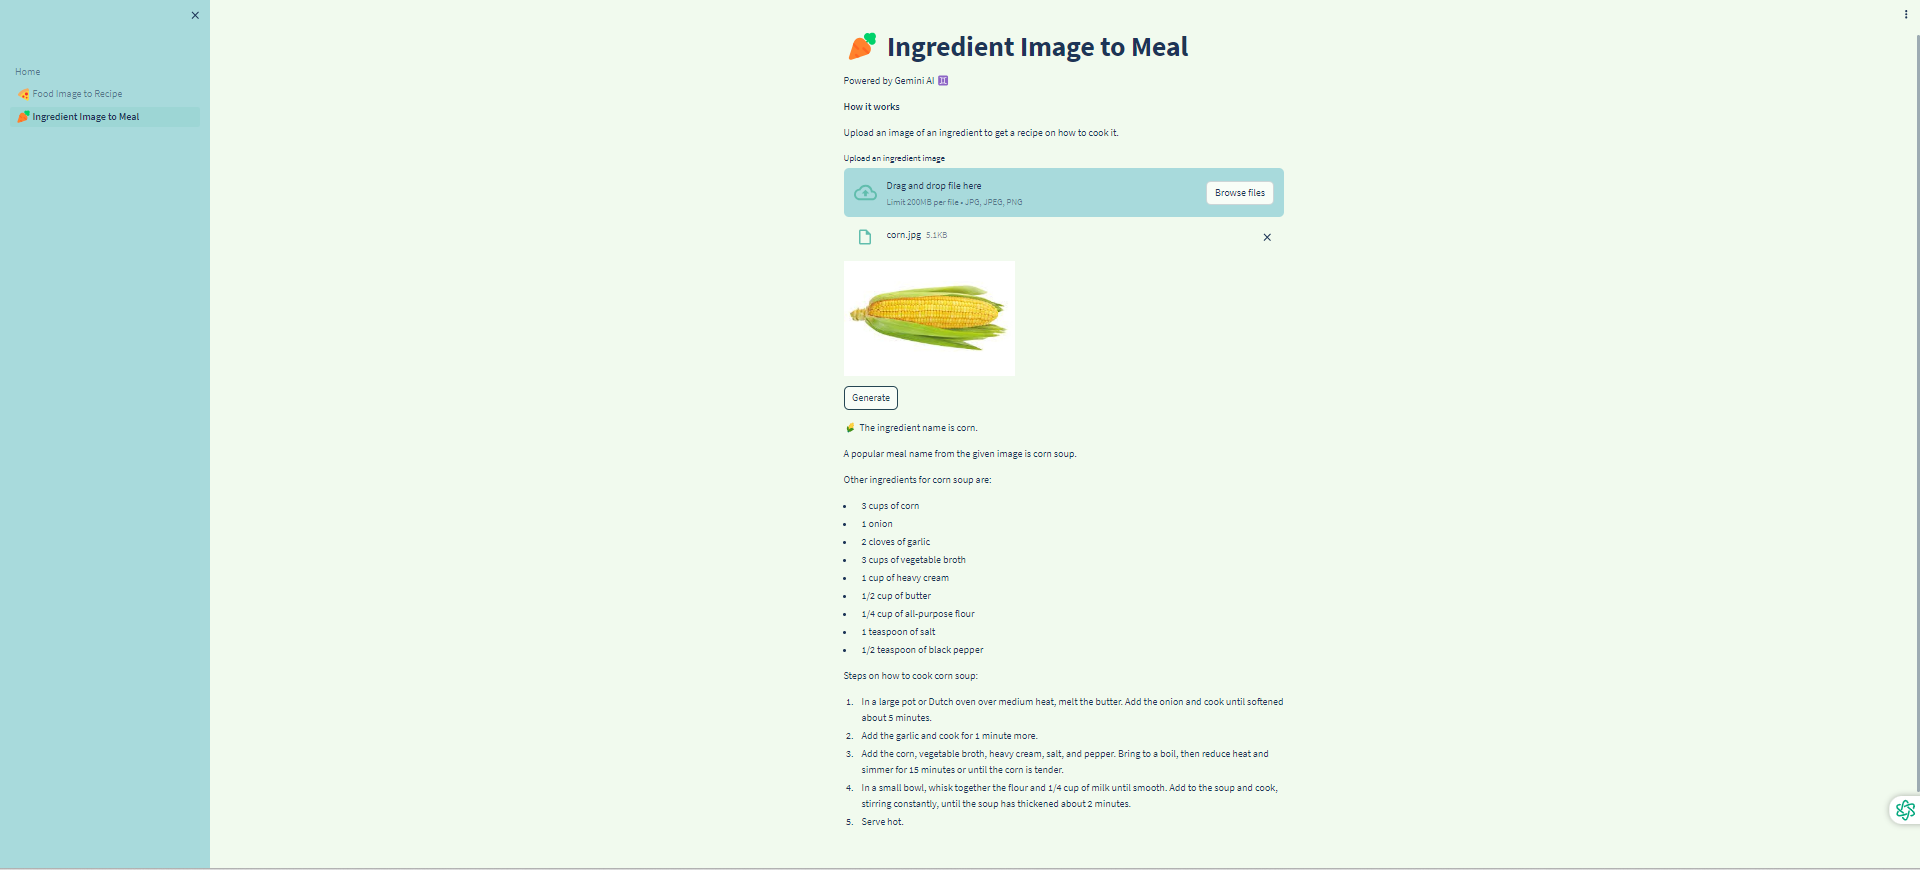 Home
Food Image to Recipe
Ingredient Image to Meal
Ingredient Image to Meal
Powered by Gemini AI ♊
How it works
Upload an image of an ingredient to get a recipe on how to cook it.
Upload an ingredient image
Drag and drop file here
Limit 200MB per file • JPG, JPEG, PNG
Browse files
corn.jpg 5.1KB
Generate
The ingredient name is corn.
A popular meal name from the given image is corn soup.
Other ingredients for corn soup are:
• 3 cups of corn
• 1 onion
• 2 cloves of garlic
• 3 cups of vegetable broth
• 1 cup of heavy cream
• 1/2 cup of butter
• 1/4 cup of all-purpose flour
• 1 teaspoon of salt
• 1/2 teaspoon of black pepper
Steps on how to cook corn soup:
1. In a large pot or Dutch oven over medium heat, melt the butter. Add the onion and cook until softened
about 5 minutes.
2. Add the garlic and cook for 1 minute more.
3. Add the corn, vegetable broth, heavy cream, salt, and pepper. Bring to a boil, then reduce heat and
simmer for 15 minutes or until the corn is tender.
4. In a small bowl, whisk together the flour and 1/4 cup of milk until smooth. Add to the soup and cook,
stirring constantly, until the soup has thickened about 2 minutes.
5. Serve hot.